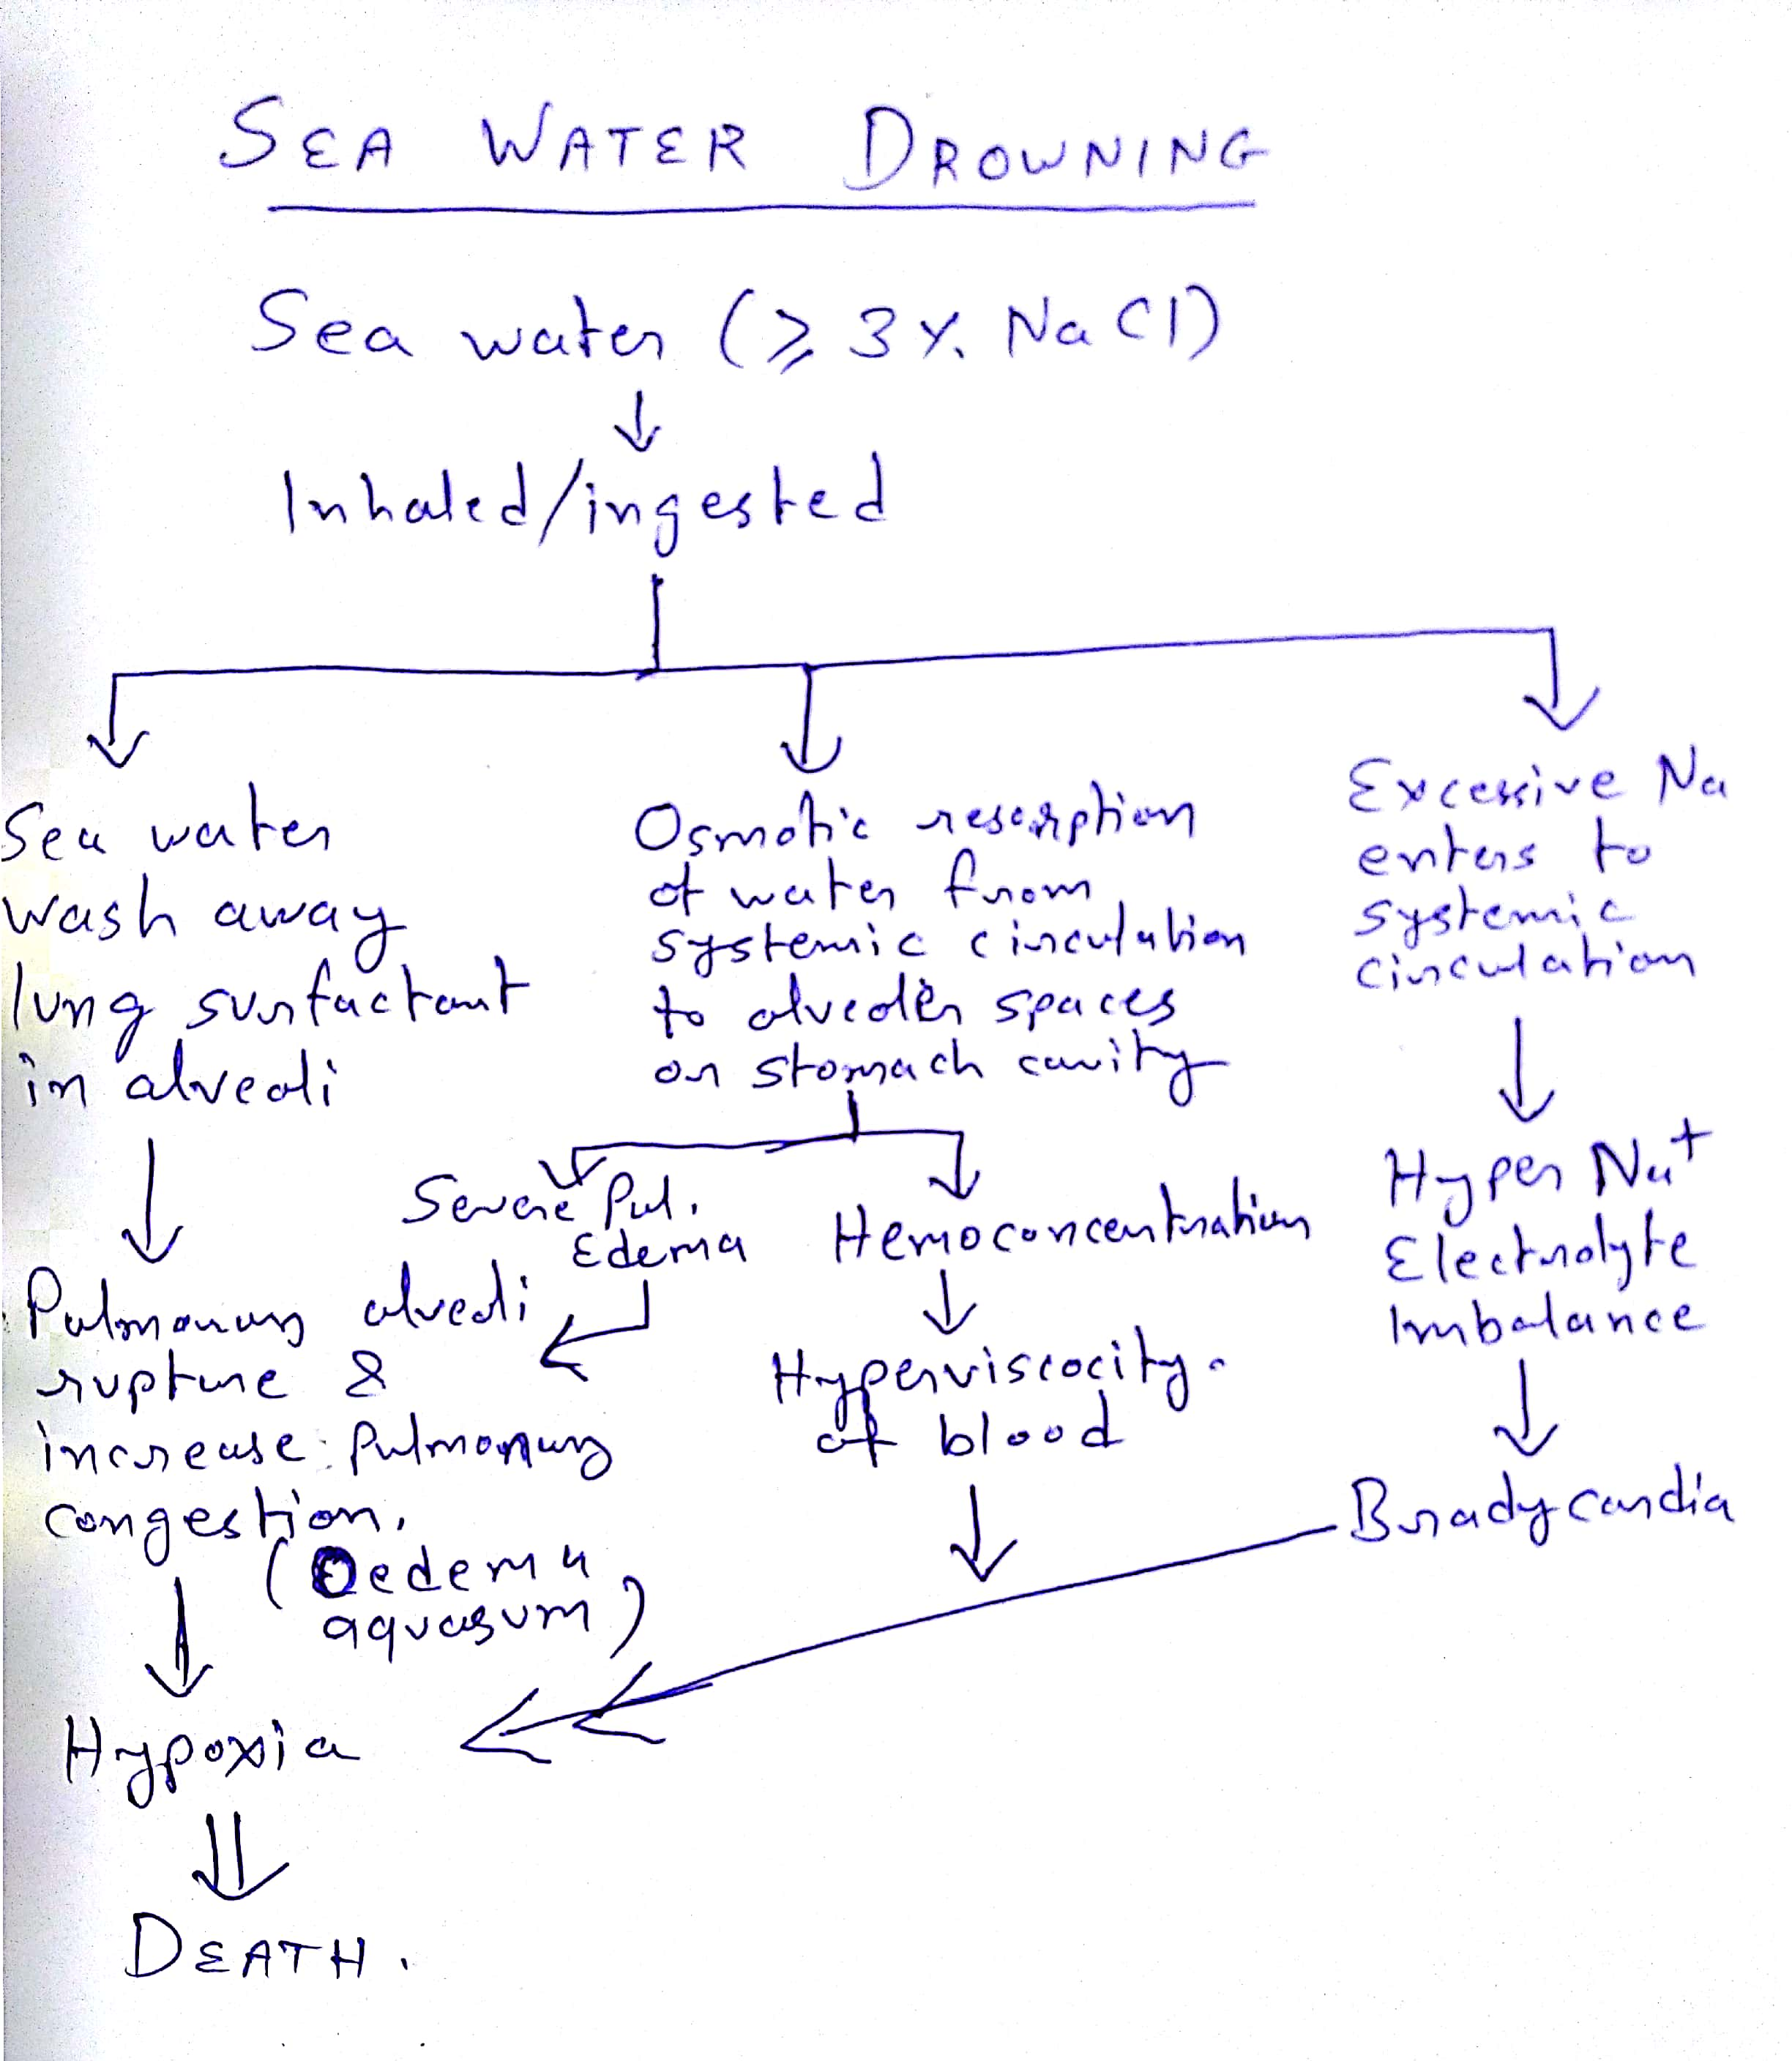 SEA WATER DROWNING
Sea water (⩾ 3%. NaCl)
Inhaled/ingested
Sea water
wash away
lung surfactant
in alveoli
Osmotic resorption
of water from
systemic circulation
to alveoler spaces
or stomach cavity
Excessive Na
enters to
systemic
circulation
Severe Pul.
Edema
Hemoconcentration
Hyper Na+
Electrolyte
Imbalance
Pulmonary alveoli
rupture &
increase pulmonary
congestion.
(Oedema
aquasum)
Hyperviscocity
of blood
Bradycardia
Hypoxia
DEATH.